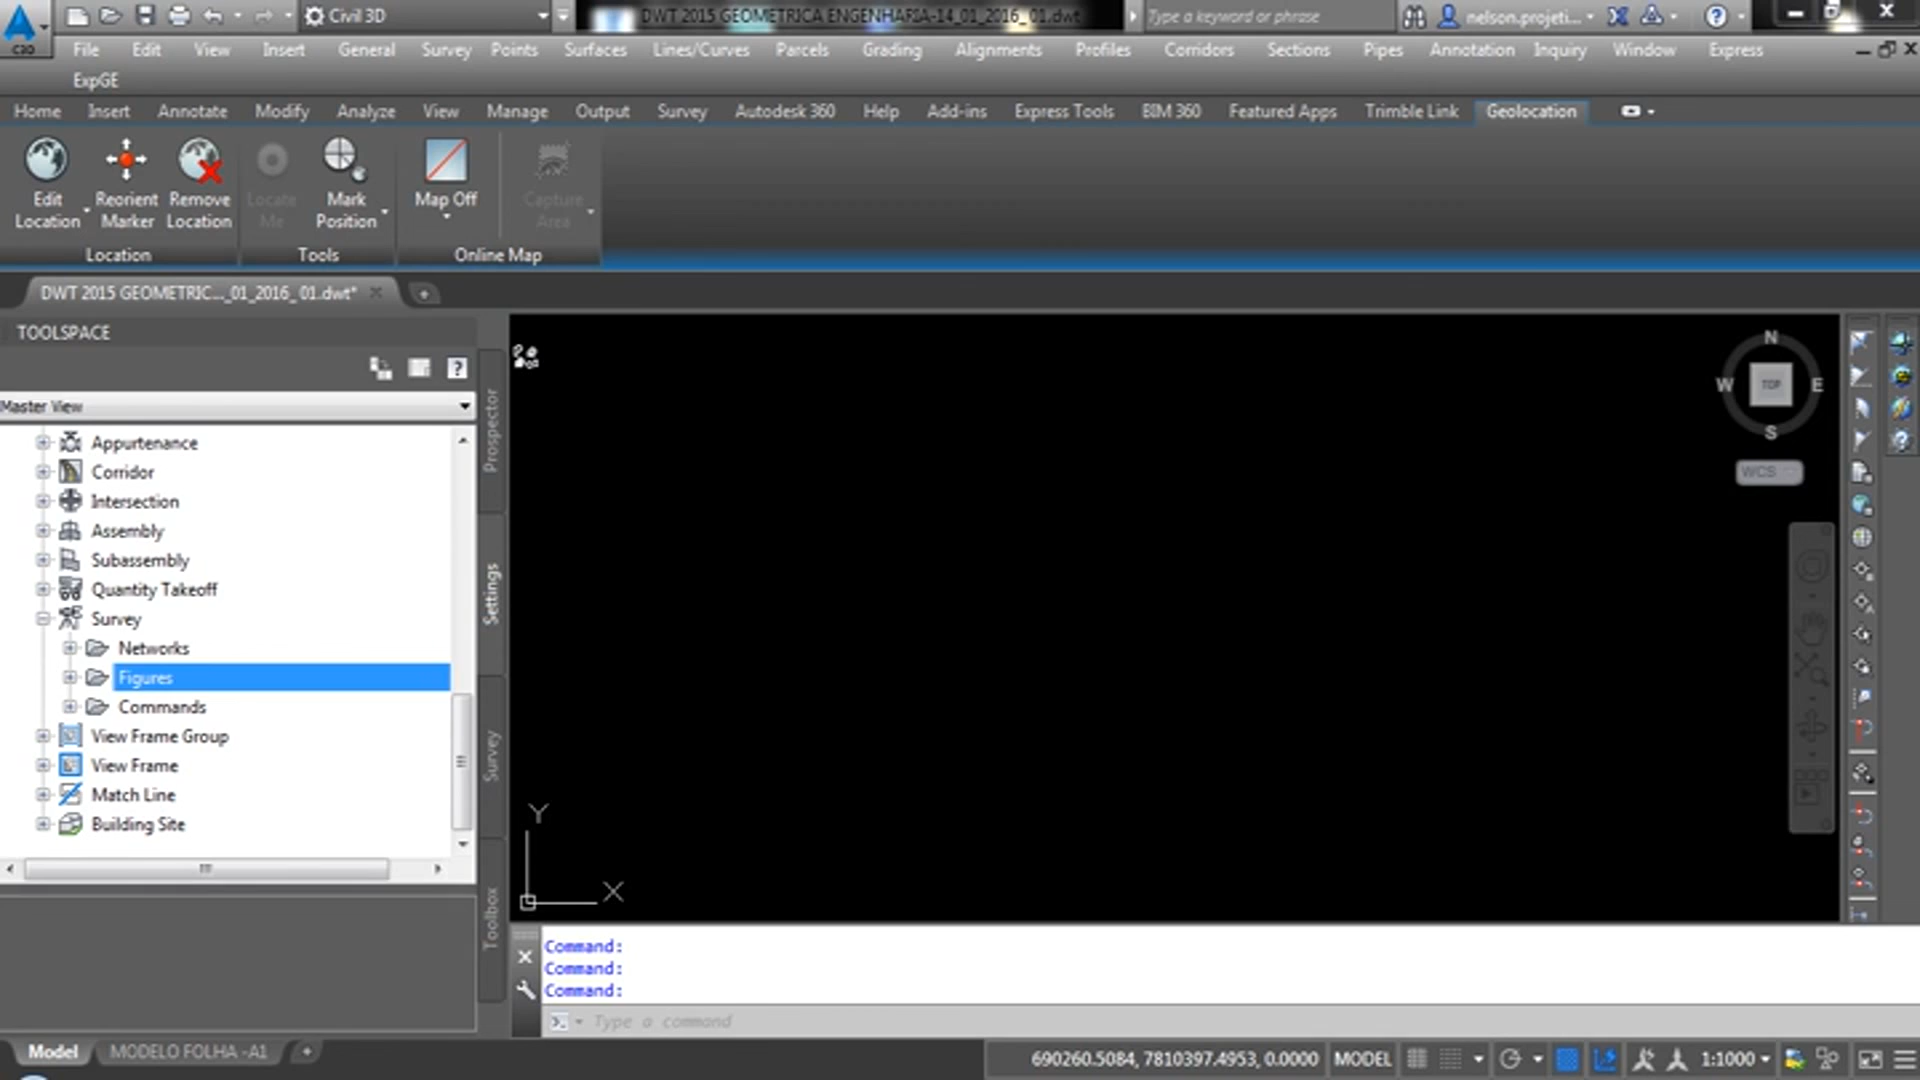 Civil 3D
DWT 2015 GEOMETRICA ENGENHARIA-14_01_2016_ 01.dwt
Type a keyword or phrase
nelson.projeti...
C3D
File Edit View Insert General Survey Points Surfaces Lines/Curves Parcels Grading Alignments Profiles Corridors Sections Pipes Annotation Inquiry Window Express
ExpGE
Home Insert Annotate Modify Analyze View Manage Output Survey Autodesk 360 Help Add-ins Express Tools BIM 360 Featured Apps Trimble Link Geolocation
Edit Location
Reorient Marker
Remove Location
Locate Me
Mark Position
Map Off
Capture Area
Location Tools Online Map
DWT 2015 GEOMETRIC..._01_2016_ 01.dwt*
TOOLSPACE
Master View
Appurtenance
Corridor
Intersection
Assembly
Subassembly
Quantity Takeoff
Survey
Networks
Figures
Commands
View Frame Group
View Frame
Match Line
Building Site
Prospector
Settings
Survey
Toolbox
N
W TOP E
S
WCS
Y
X
Command:
Command:
Command:
Type a command
Model MODELO FOLHA -A1
690260.5084, 7810397.4953, 0.0000 MODEL 1:1000